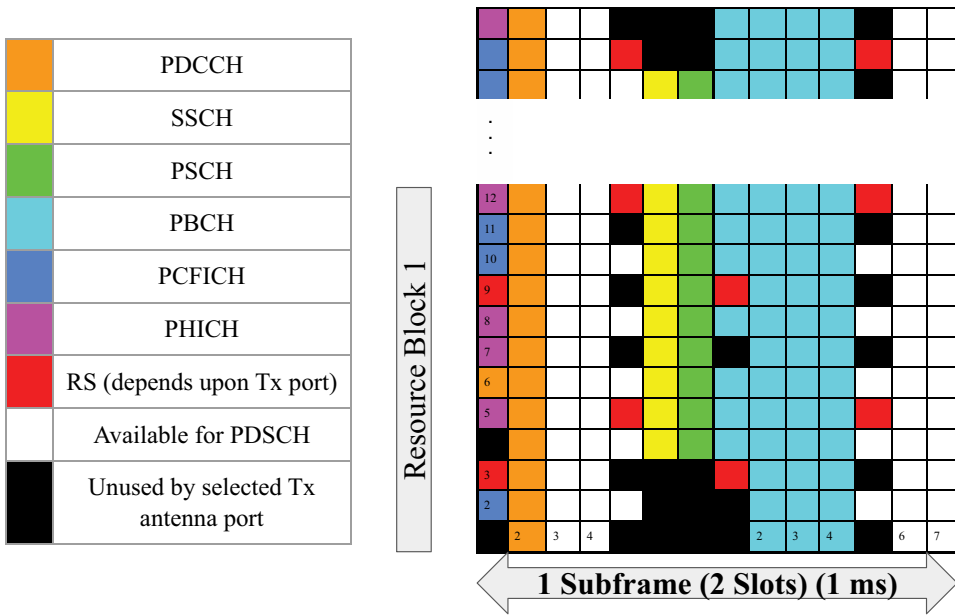 PDCCH
SSCH
PSCH
PBCH
PCFICH
PHICH
RS (depends upon Tx port)
Available for PDSCH
Unused by selected Tx
antenna port
Resource Block 1
12
11
10
9
8
7
6
5
3
2
2 3 4 2 3 4 6 7
1 Subframe (2 Slots) (1 ms)